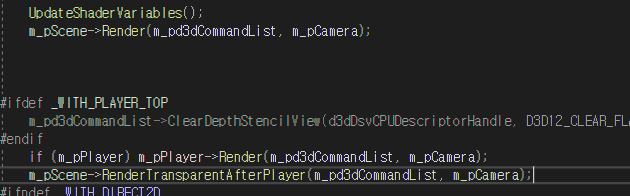 UpdateShaderVariables();
m_pScene->Render(m_pd3dCommandList, m_pCamera);
#ifdef _WITH_PLAYER_TOP
m_pd3dCommandList->ClearDepthStencilView(d3dDsvCPUDescriptorHandle, D3D12_CLEAR_FLA
#endif
if (m_pPlayer) m_pPlayer->Render(m_pd3dCommandList, m_pCamera);
m_pScene->RenderTransparentAfterPlayer(m_pd3dCommandList, m_pCamera);
#ifndef _WITH_DIRECT2D